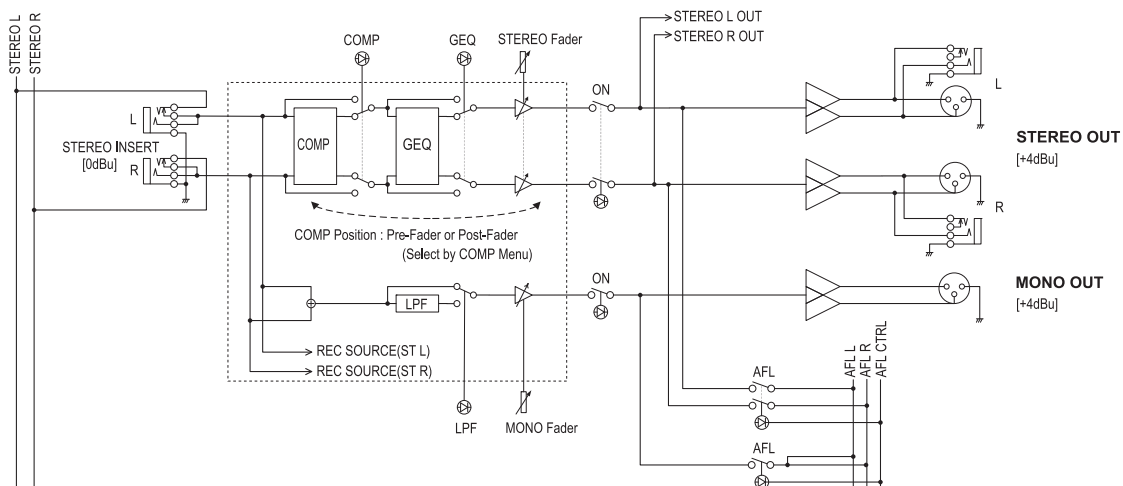 STEREO L
STEREO R
STEREO L OUT
STEREO R OUT
COMP
GEQ
STEREO Fader
ON
L
STEREO INSERT
[0dBu]
R
COMP
GEQ
L
STEREO OUT
[+4dBu]
R
COMP Position : Pre-Fader or Post-Fader
(Select by COMP Menu)
ON
MONO OUT
[+4dBu]
LPF
REC SOURCE(ST L)
REC SOURCE(ST R)
AFL L
AFL R
AFL CTRL
AFL
LPF
MONO Fader
AFL